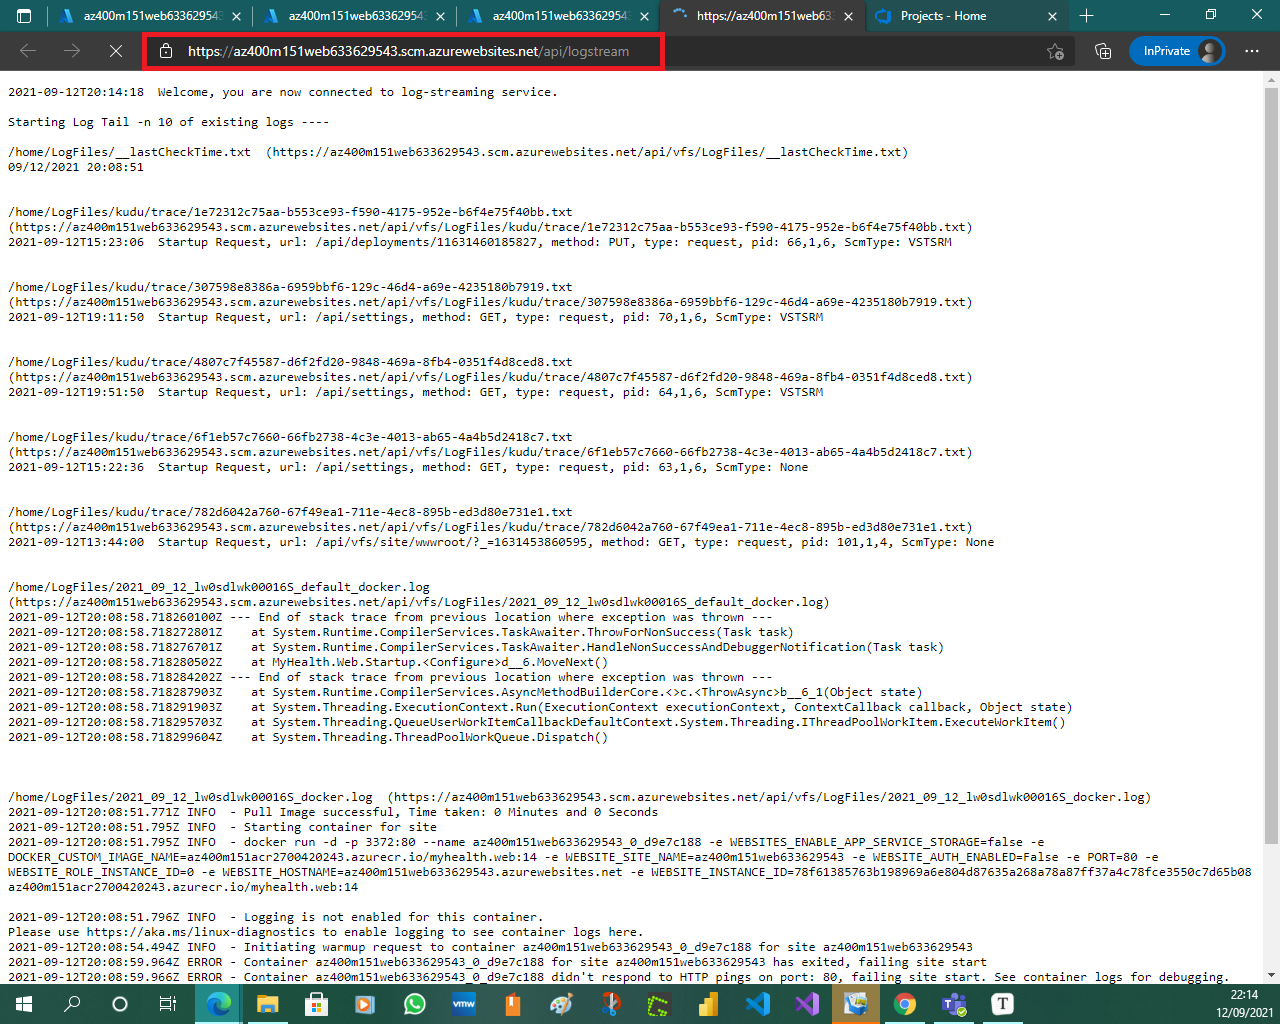 az400m151web633629543
az400m151web633629543
az400m151web633629543
https://az400m151web63
Projects - Home
https://az400m151web633629543.scm.azurewebsites.net/api/logstream
InPrivate
2021-09-12T20:14:18  Welcome, you are now connected to log-streaming service.
Starting Log Tail -n 10 of existing logs ----
/home/LogFiles/__lastCheckTime.txt  (https://az400m151web633629543.scm.azurewebsites.net/api/vfs/LogFiles/__lastCheckTime.txt)
09/12/2021 20:08:51
/home/LogFiles/kudu/trace/1e72312c75aa-b553ce93-f590-4175-952e-b6f4e75f40bb.txt
(https://az400m151web633629543.scm.azurewebsites.net/api/vfs/LogFiles/kudu/trace/1e72312c75aa-b553ce93-f590-4175-952e-b6f4e75f40bb.txt)
2021-09-12T15:23:06  Startup Request, url: /api/deployments/11631460185827, method: PUT, type: request, pid: 66,1,6, ScmType: VSTSRM
/home/LogFiles/kudu/trace/307598e8386a-6959bbf6-129c-46d4-a69e-4235180b7919.txt
(https://az400m151web633629543.scm.azurewebsites.net/api/vfs/LogFiles/kudu/trace/307598e8386a-6959bbf6-129c-46d4-a69e-4235180b7919.txt)
2021-09-12T19:11:50  Startup Request, url: /api/settings, method: GET, type: request, pid: 70,1,6, ScmType: VSTSRM
/home/LogFiles/kudu/trace/4807c7f45587-d6f2fd20-9848-469a-8fb4-0351f4d8ced8.txt
(https://az400m151web633629543.scm.azurewebsites.net/api/vfs/LogFiles/kudu/trace/4807c7f45587-d6f2fd20-9848-469a-8fb4-0351f4d8ced8.txt)
2021-09-12T19:51:50  Startup Request, url: /api/settings, method: GET, type: request, pid: 64,1,6, ScmType: VSTSRM
/home/LogFiles/kudu/trace/6f1eb57c7660-66fb2738-4c3e-4013-ab65-4a4b5d2418c7.txt
(https://az400m151web633629543.scm.azurewebsites.net/api/vfs/LogFiles/kudu/trace/6f1eb57c7660-66fb2738-4c3e-4013-ab65-4a4b5d2418c7.txt)
2021-09-12T15:22:36  Startup Request, url: /api/settings, method: GET, type: request, pid: 63,1,6, ScmType: None
/home/LogFiles/kudu/trace/782d6042a760-67f49ea1-711e-4ec8-895b-ed3d80e731e1.txt
(https://az400m151web633629543.scm.azurewebsites.net/api/vfs/LogFiles/kudu/trace/782d6042a760-67f49ea1-711e-4ec8-895b-ed3d80e731e1.txt)
2021-09-12T13:44:00  Startup Request, url: /api/vfs/site/wwwroot/?_=1631453860595, method: GET, type: request, pid: 101,1,4, ScmType: None
/home/LogFiles/2021_09_12_lw0sdlwk00016S_default_docker.log
(https://az400m151web633629543.scm.azurewebsites.net/api/vfs/LogFiles/2021_09_12_lw0sdlwk00016S_default_docker.log)
2021-09-12T20:08:58.718260100Z --- End of stack trace from previous location where exception was thrown ---
2021-09-12T20:08:58.718272801Z    at System.Runtime.CompilerServices.TaskAwaiter.ThrowForNonSuccess(Task task)
2021-09-12T20:08:58.718276701Z    at System.Runtime.CompilerServices.TaskAwaiter.HandleNonSuccessAndDebuggerNotification(Task task)
2021-09-12T20:08:58.718280502Z    at MyHealth.Web.Startup.<Configure>d__6.MoveNext()
2021-09-12T20:08:58.718284202Z --- End of stack trace from previous location where exception was thrown ---
2021-09-12T20:08:58.718287903Z    at System.Runtime.CompilerServices.AsyncMethodBuilderCore.<>c.<ThrowAsync>b__6_1(Object state)
2021-09-12T20:08:58.718291903Z    at System.Threading.ExecutionContext.Run(ExecutionContext executionContext, ContextCallback callback, Object state)
2021-09-12T20:08:58.718295703Z    at System.Threading.QueueUserWorkItemCallbackDefaultContext.System.Threading.IThreadPoolWorkItem.ExecuteWorkItem()
2021-09-12T20:08:58.718299604Z    at System.Threading.ThreadPoolWorkQueue.Dispatch()
/home/LogFiles/2021_09_12_lw0sdlwk00016S_docker.log  (https://az400m151web633629543.scm.azurewebsites.net/api/vfs/LogFiles/2021_09_12_lw0sdlwk00016S_docker.log)
2021-09-12T20:08:51.771Z INFO  - Pull Image successful, Time taken: 0 Minutes and 0 Seconds
2021-09-12T20:08:51.795Z INFO  - Starting container for site
2021-09-12T20:08:51.795Z INFO  - docker run -d -p 3372:80 --name az400m151web633629543_0_d9e7c188 -e WEBSITES_ENABLE_APP_SERVICE_STORAGE=false -e
DOCKER_CUSTOM_IMAGE_NAME=az400m151acr2700420243.azurecr.io/myhealth.web:14 -e WEBSITE_SITE_NAME=az400m151web633629543 -e WEBSITE_AUTH_ENABLED=False -e PORT=80 -e
WEBSITE_ROLE_INSTANCE_ID=0 -e WEBSITE_HOSTNAME=az400m151web633629543.azurewebsites.net -e WEBSITE_INSTANCE_ID=78f61385763b198969a6e804d87635a268a78a87ff37a4c78fce3550c7d65b08
az400m151acr2700420243.azurecr.io/myhealth.web:14
2021-09-12T20:08:51.796Z INFO  - Logging is not enabled for this container.
Please use https://aka.ms/linux-diagnostics to enable logging to see container logs here.
2021-09-12T20:08:54.494Z INFO  - Initiating warmup request to container az400m151web633629543_0_d9e7c188 for site az400m151web633629543
2021-09-12T20:08:59.964Z ERROR - Container az400m151web633629543_0_d9e7c188 for site az400m151web633629543 has exited, failing site start
2021-09-12T20:08:59.966Z ERROR - Container az400m151web633629543_0_d9e7c188 didn't respond to HTTP pings on port: 80, failing site start. See container logs for debugging.
vmw
T
22:14
12/09/2021